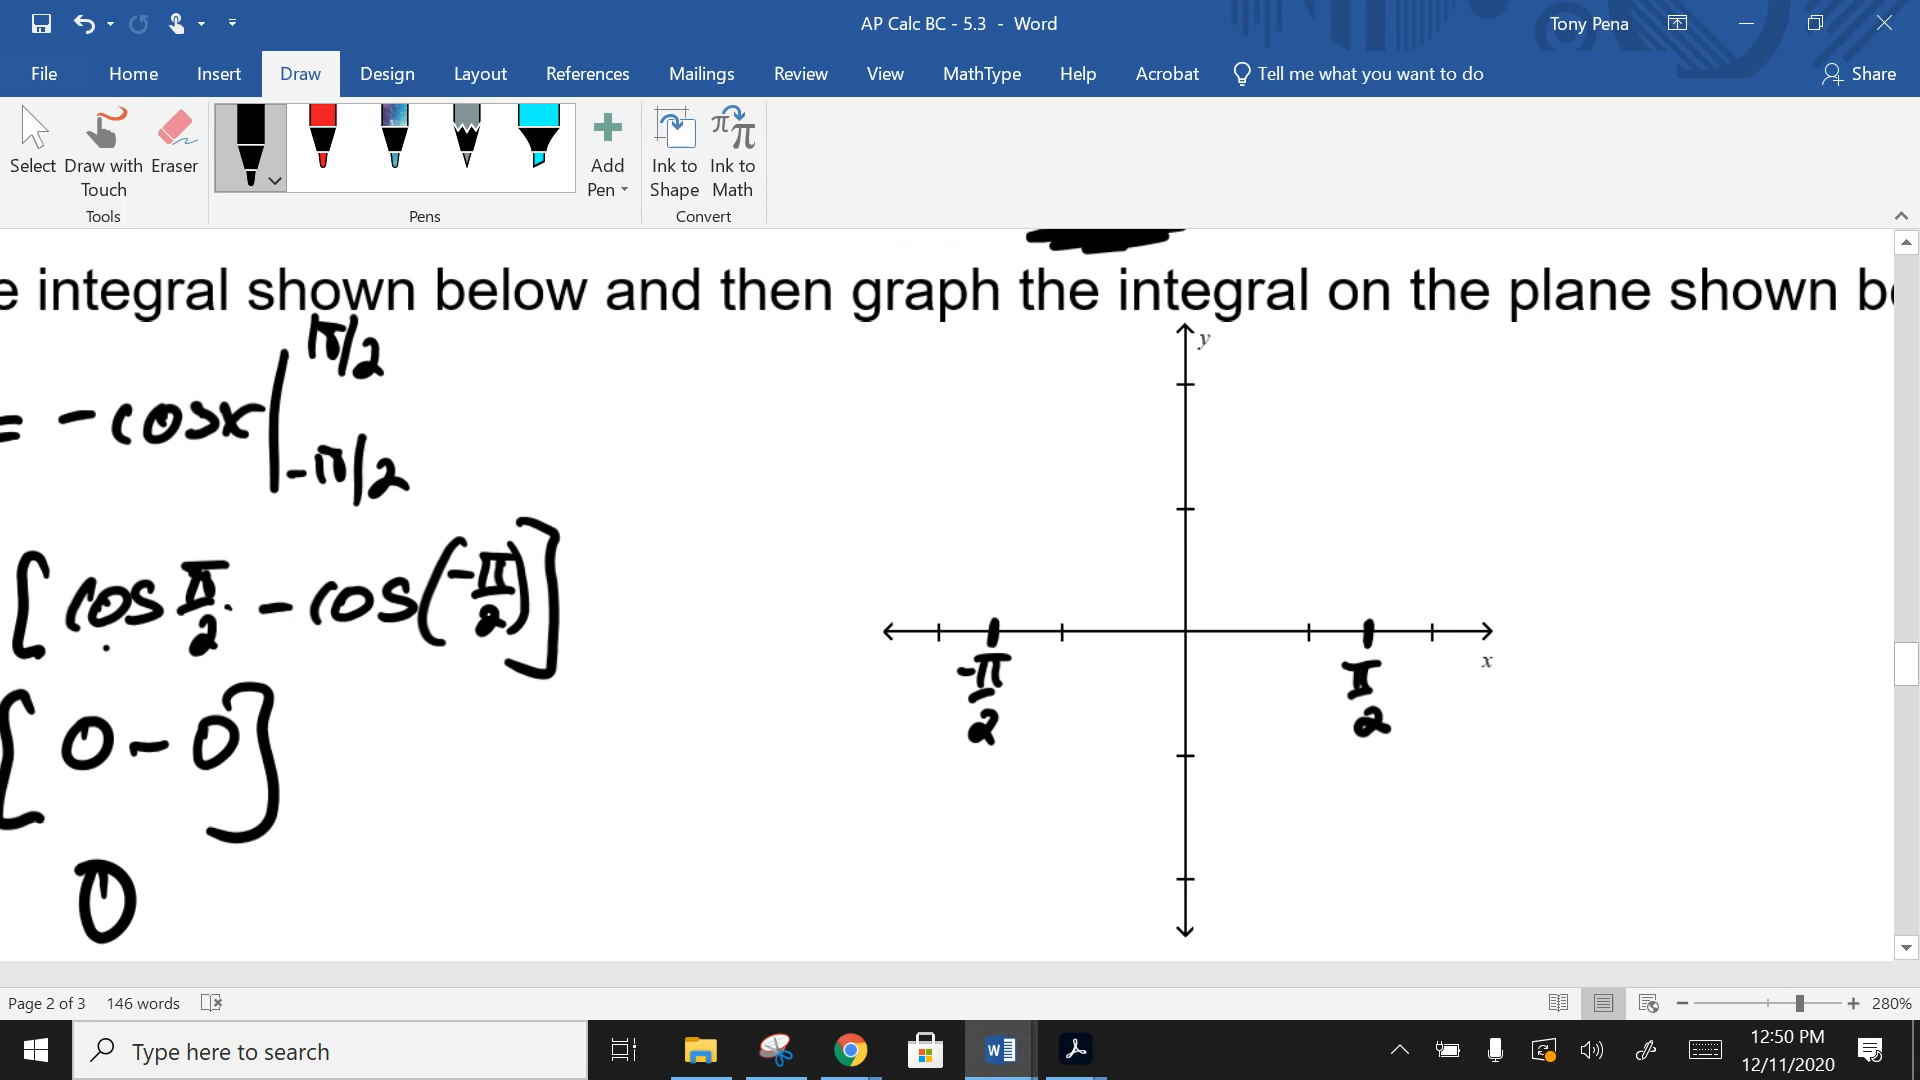 AP Calc BC - 5.3 - Word
Tony Pena
File Home Insert Draw Design Layout References Mailings Review View MathType Help Acrobat Tell me what you want to do Share
Select Draw with Touch Eraser
Add Pen
Ink to Shape
Ink to Math
Tools Pens Convert
e integral shown below and then graph the integral on the plane shown b
= -cosx| π/2
-π/2
[cos π/2 - cos(-π/2)]
[0-0]
0
y
x
-π/2
π/2
Page 2 of 3 146 words
280%
Type here to search
12:50 PM
12/11/2020